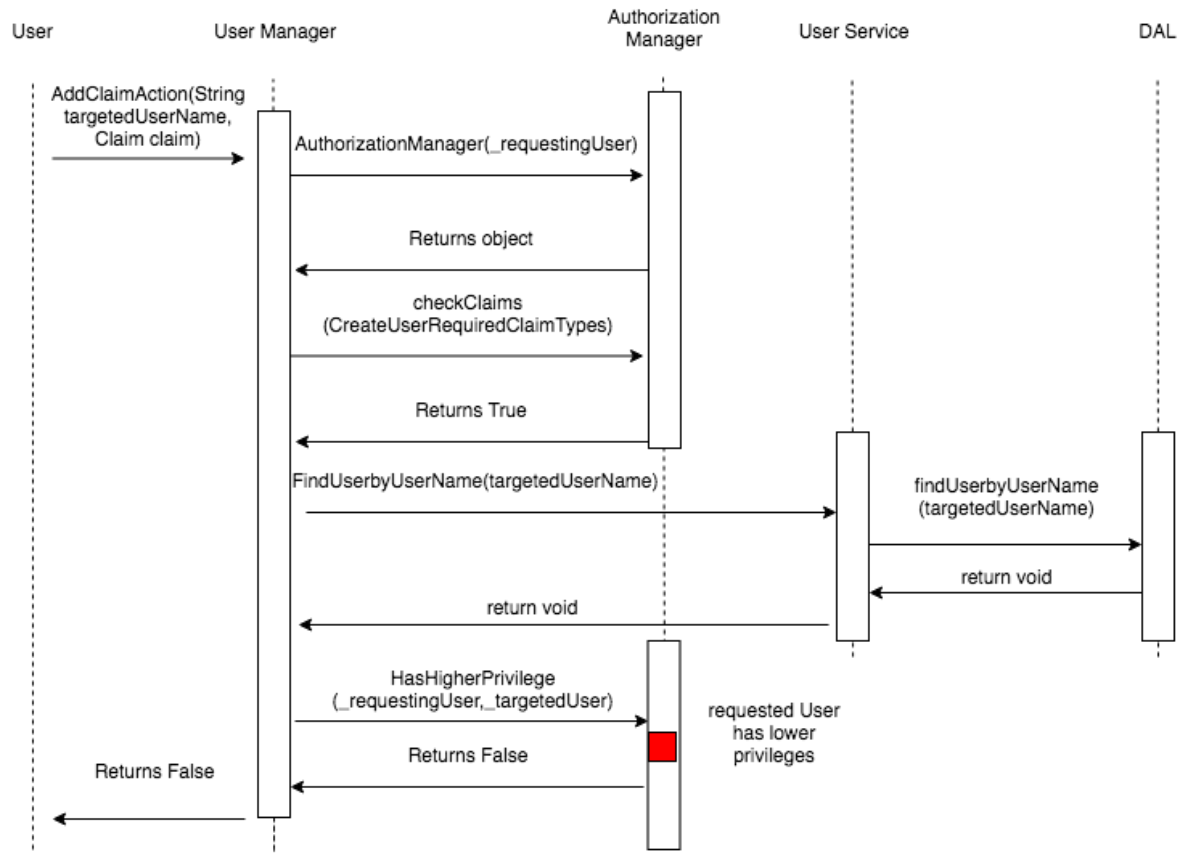 User
User Manager
Authorization
Manager
User Service
DAL
AddClaimAction(String
targetedUserName,
Claim claim)
AuthorizationManager(_requestingUser)
Returns object
checkClaims
(CreateUserRequiredClaimTypes)
Returns True
FindUserbyUserName(targetedUserName)
findUserbyUserName
(targetedUserName)
return void
return void
HasHigherPrivilege
(_requestingUser,_targetedUser)
requested User
has lower
privileges
Returns False
Returns False